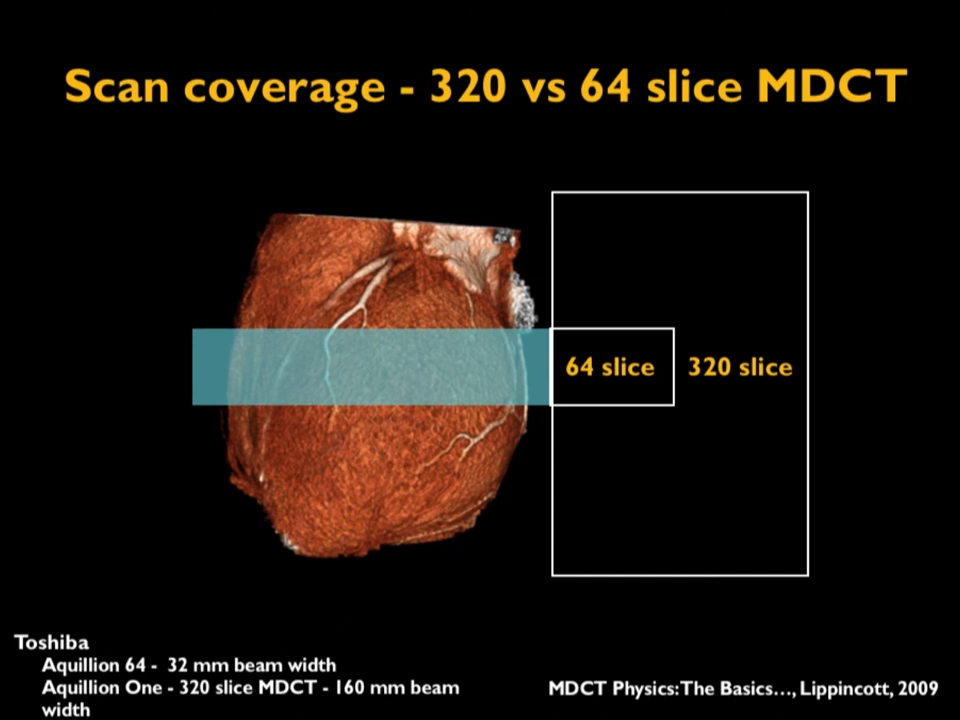 Scan coverage - 320 vs 64 slice MDCT
64 slice
320 slice
Toshiba
Aquillion 64 - 32 mm beam width
Aquillion One - 320 slice MDCT - 160 mm beam
width
MDCT Physics:The Basics…, Lippincott, 2009